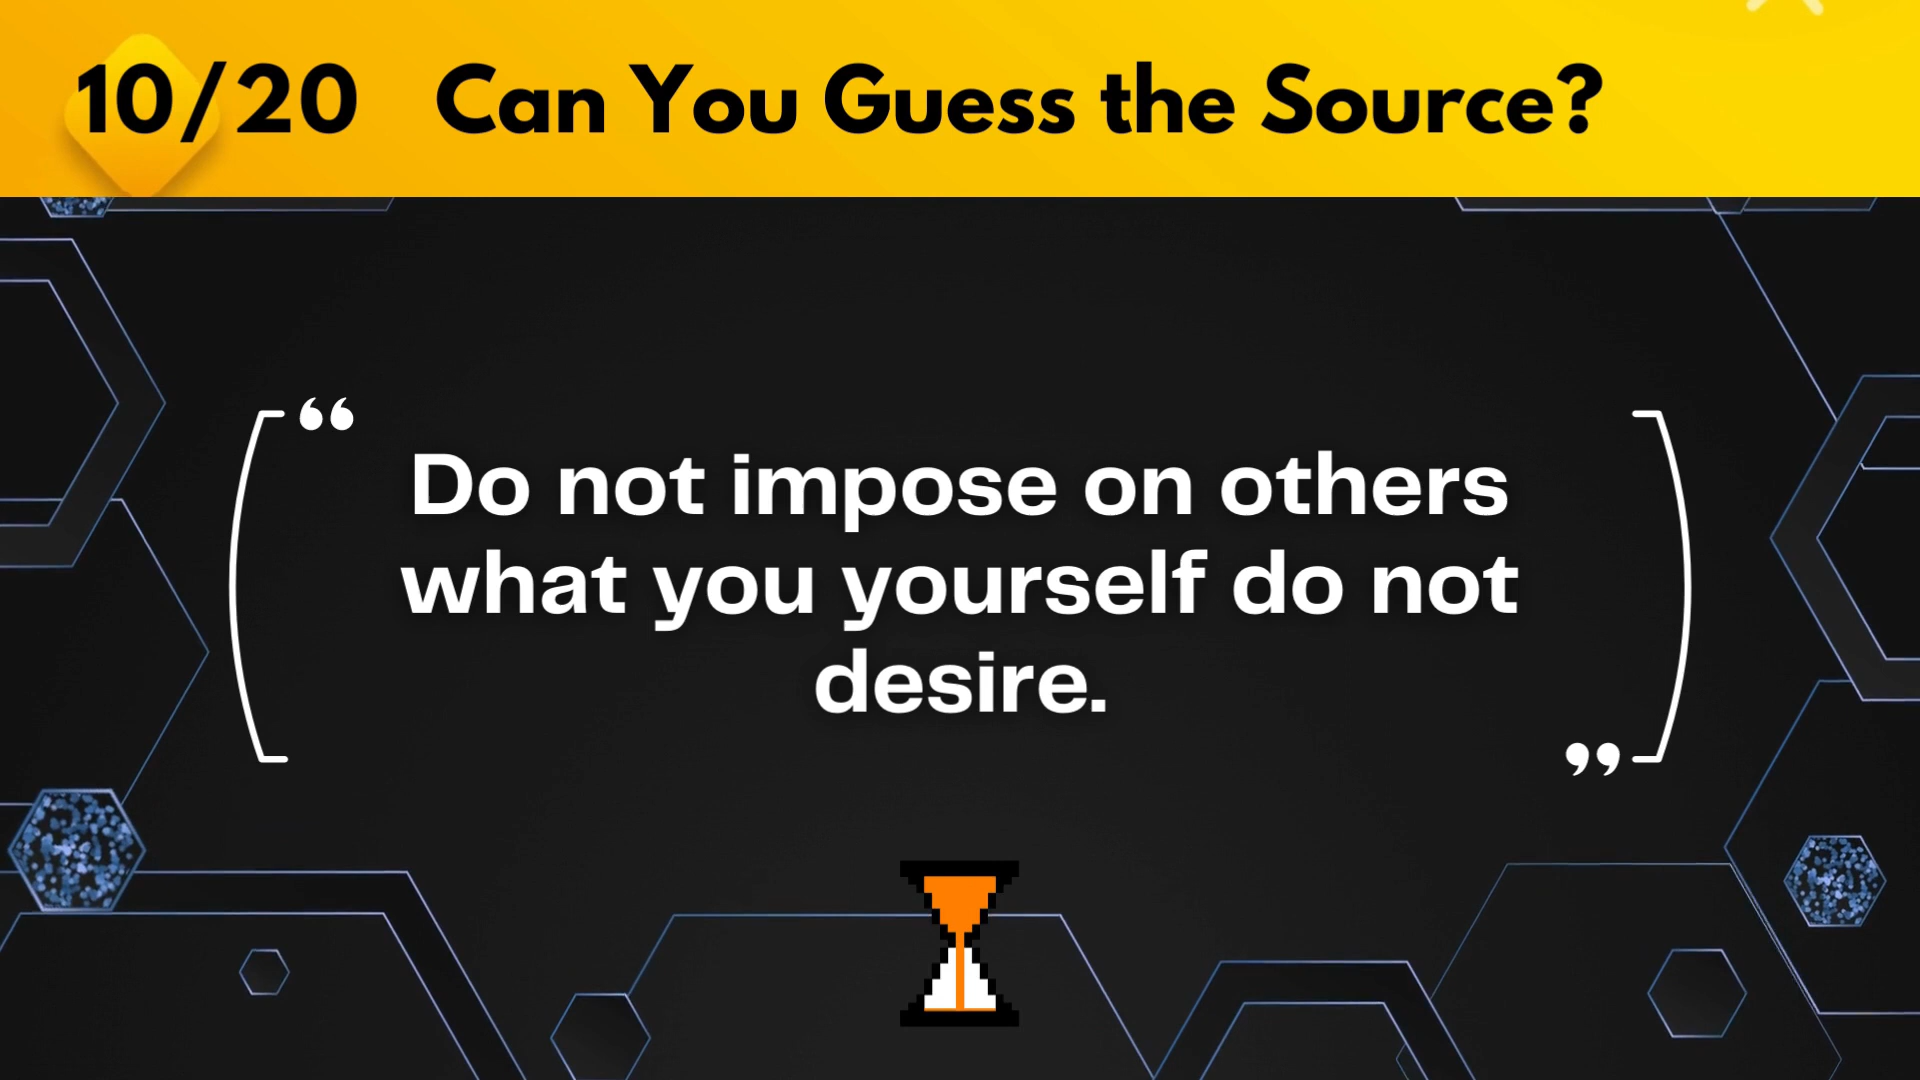 10/20 Can You Guess the Source?
“ Do not impose on others
what you yourself do not
desire. ”